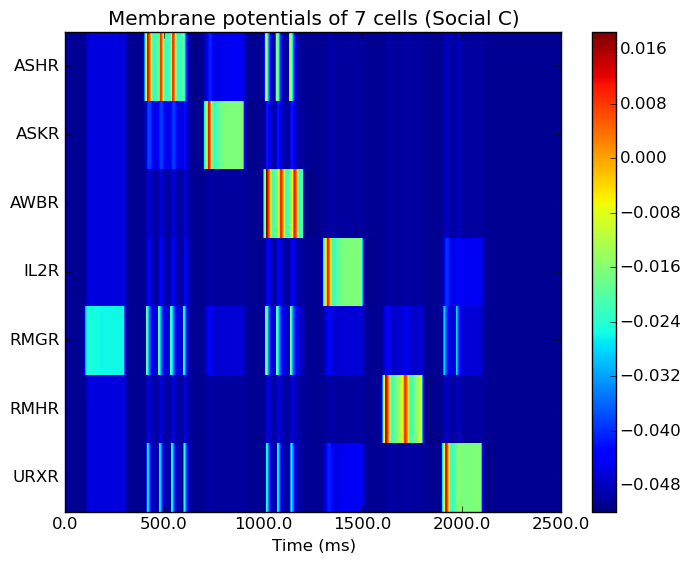 Membrane potentials of 7 cells (Social C)
ASHR
ASKR
AWBR
IL2R
RMGR
RMHR
URXR
0.0 500.0 1000.0 1500.0 2000.0 2500.0
Time (ms)
0.016
0.008
0.000
−0.008
−0.016
−0.024
−0.032
−0.040
−0.048